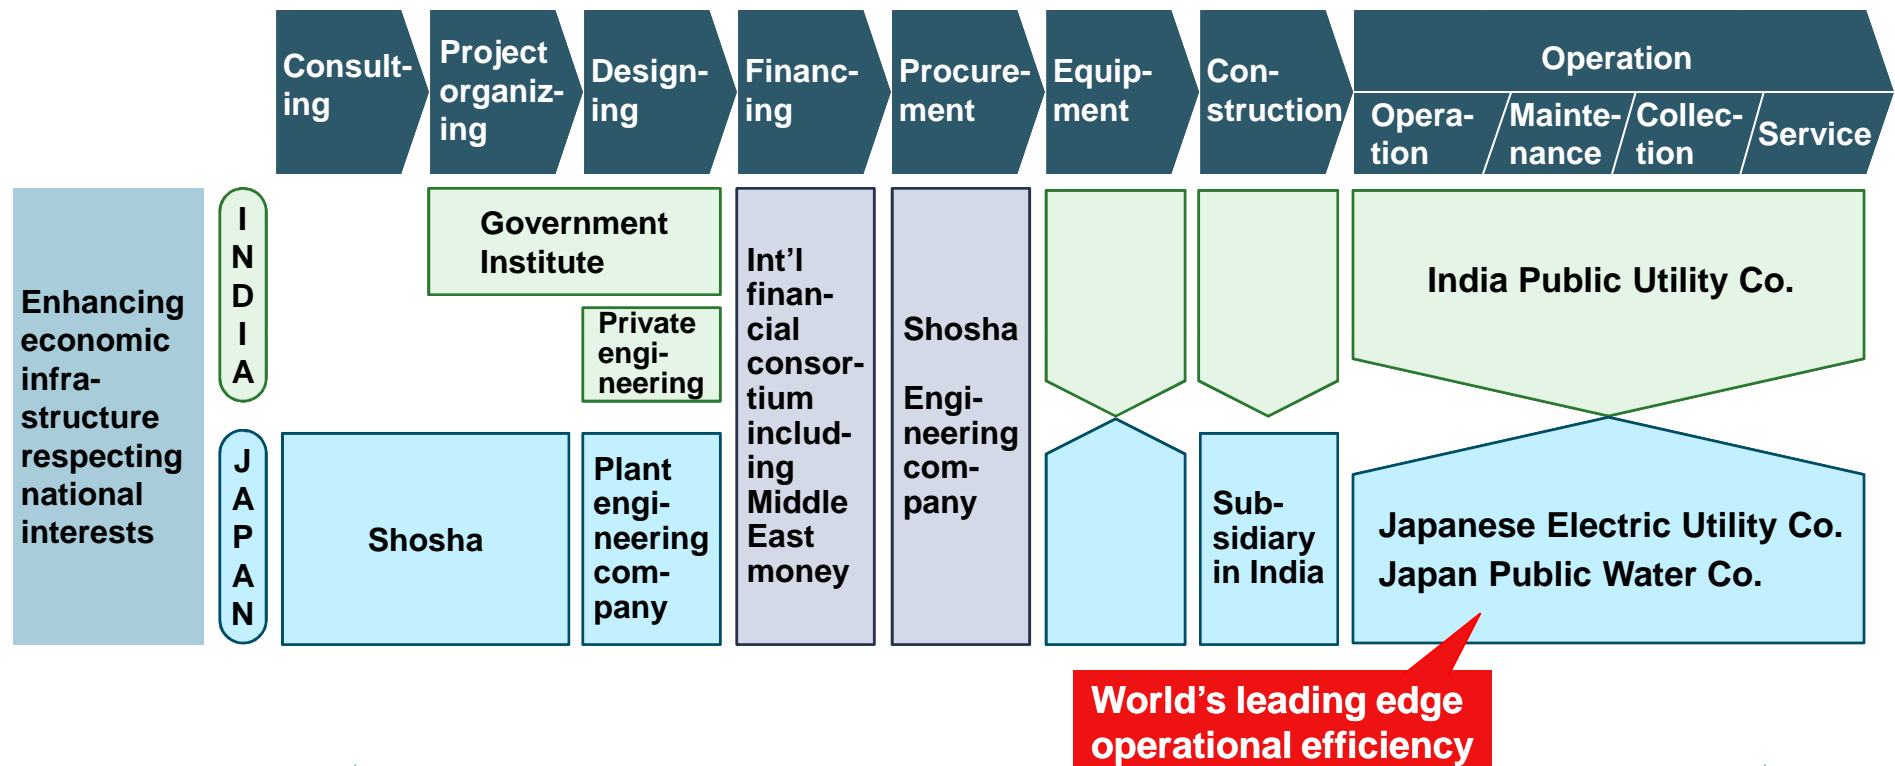 Consult-
ing
Project
organiz-
ing
Design-
ing
Financ-
ing
Procure-
ment
Equip-
ment
Con-
struction
Operation
Opera-
tion
Mainte-
nance
Collec-
tion
Service
Enhancing
economic
infra-
structure
respecting
national
interests
I
N
D
I
A
Government
Institute
Private
engi-
neering
Int'l
finan-
cial
consor-
tium
includ-
ing
Middle
East
money
Shosha
Engi-
neering
com-
pany
India Public Utility Co.
J
A
P
A
N
Shosha
Plant
engi-
neering
com-
pany
Sub-
sidiary
in India
Japanese Electric Utility Co.
Japan Public Water Co.
World's leading edge
operational efficiency